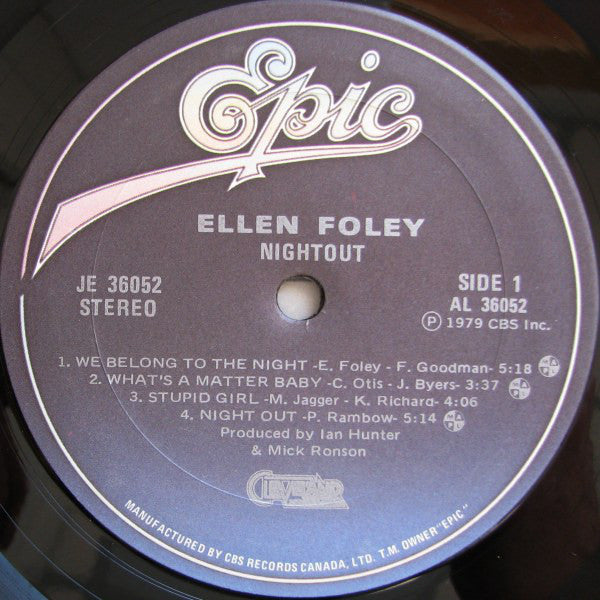 Epic
ELLEN FOLEY
NIGHTOUT
JE 36052
STEREO
SIDE 1
AL 36052
Ⓟ 1979 CBS Inc.
1. WE BELONG TO THE NIGHT -E. Foley - F. Goodman- 5:18
2. WHAT'S A MATTER BABY -C. Otis - J. Byers- 3:37
3. STUPID GIRL -M. Jagger - K. Richard- 4:06
4. NIGHT OUT -P. Rambow- 5:14
Produced by Ian Hunter
& Mick Ronson
CLEVELAND
MANUFACTURED BY CBS RECORDS CANADA, LTD. T.M. OWNER "EPIC"